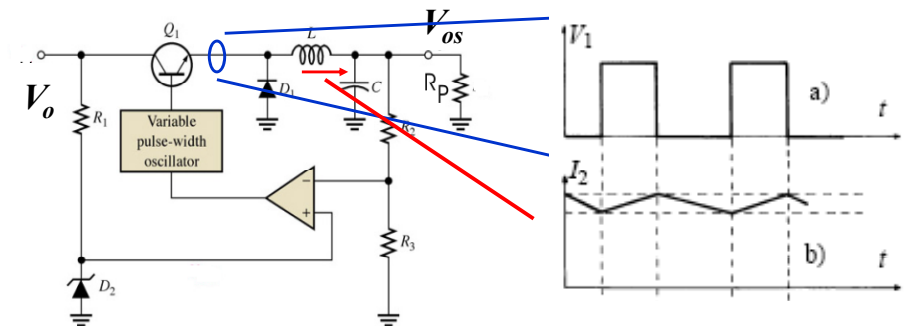 Q1
L
Vos
Vo
R1
D1
C
RP
Variable
pulse-width
oscillator
R2
−
+
R3
D2
V1
a)
t
I2
b)
t